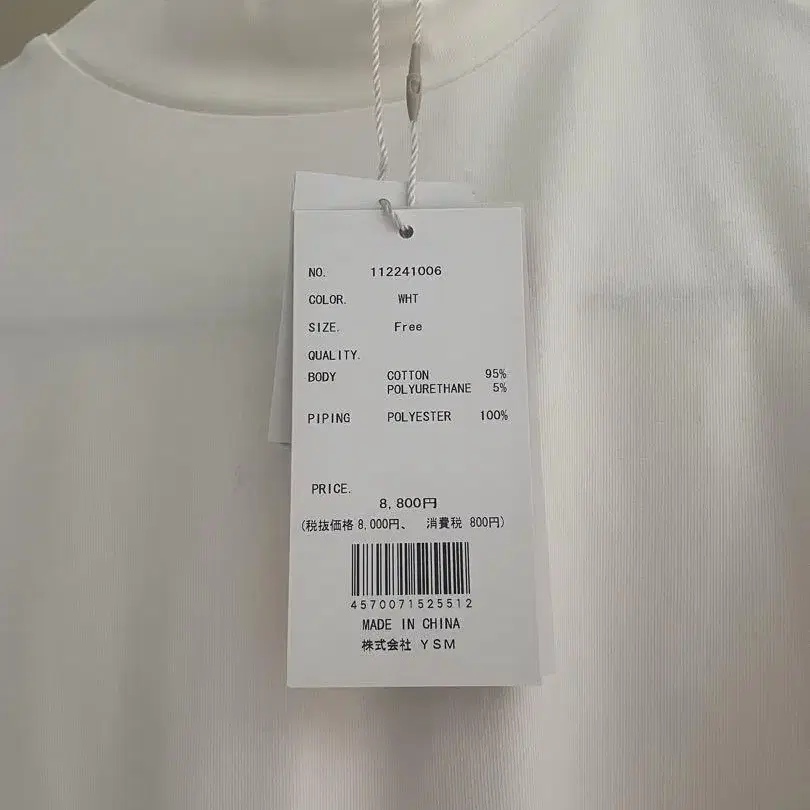 NO. 112241006
COLOR. WHT
SIZE. Free
QUALITY.
BODY COTTON 95%
POLYURETHANE 5%
PIPING POLYESTER 100%
PRICE.
8,800円
(税抜価格 8,000円、 消費税 800円)
4570071525512
MADE IN CHINA
株式会社 YSM